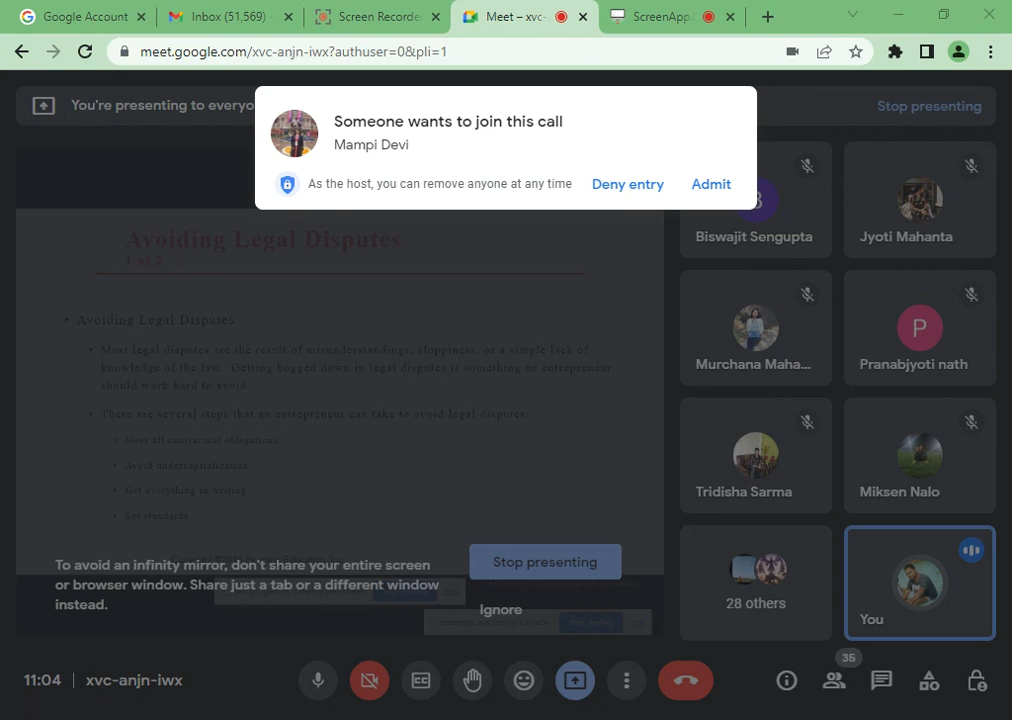 Google Account
Inbox (51,569)
Screen Recorde
Meet – xvc-
ScreenApp.
meet.google.com/xvc-anjn-iwx?authuser=0&pli=1
You're presenting to everyo
Stop presenting
Someone wants to join this call
Mampi Devi
As the host, you can remove anyone at any time
Deny entry
Admit
Avoiding Legal Disputes
1 of 2
• Avoiding Legal Disputes
• Most legal disputes are the result of misunderstandings, sloppiness, or a simple lack of
knowledge of the law. Getting bogged down in legal disputes is something an entrepreneur
should work hard to avoid.
• There are several steps that an entrepreneur can take to avoid legal disputes:
• Meet all contractual obligations.
• Avoid undercapitalization.
• Get everything in writing.
• Set standards.
To avoid an infinity mirror, don't share your entire screen
or browser window. Share just a tab or a different window
instead.
Stop presenting
Ignore
B
Biswajit Sengupta
Jyoti Mahanta
Murchana Maha...
P
Pranabjyoti nath
Tridisha Sarma
Miksen Nalo
28 others
You
11:04 | xvc-anjn-iwx
35